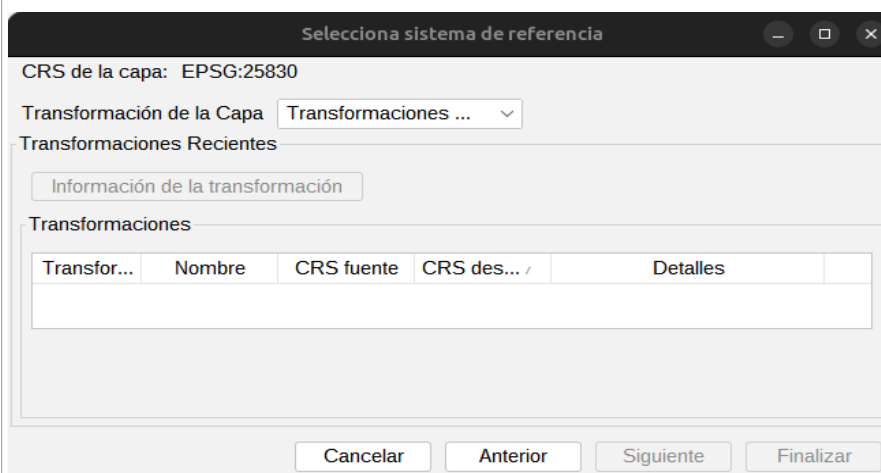 Selecciona sistema de referencia
CRS de la capa: EPSG:25830
Transformación de la Capa Transformaciones ...
Transformaciones Recientes
Información de la transformación
Transformaciones
Transfor... Nombre CRS fuente CRS des... Detalles
Cancelar Anterior Siguiente Finalizar